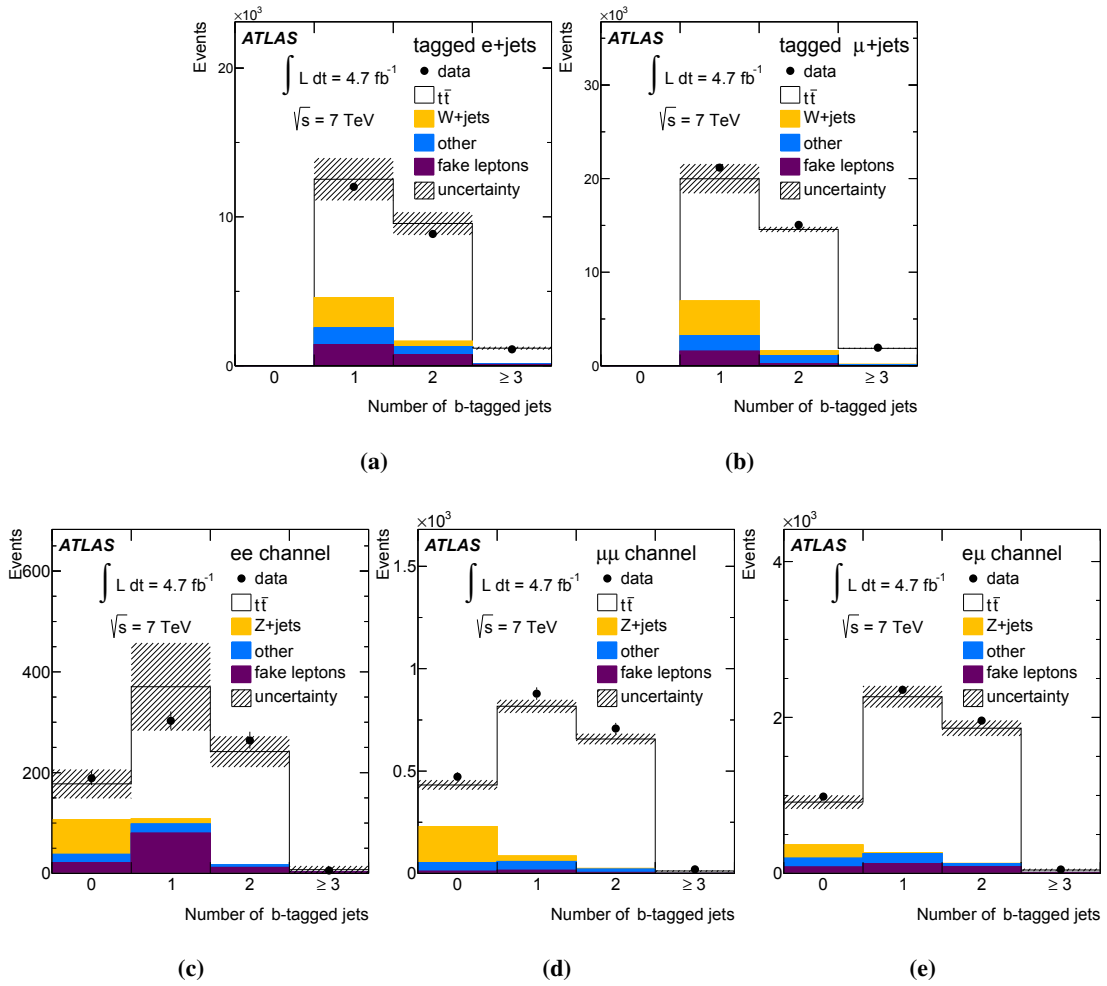 ×10³
Events
ATLAS
tagged e+jets
∫ L dt = 4.7 fb⁻¹
√s = 7 TeV
data
tt̄
W+jets
other
fake leptons
uncertainty
20
10
0
0 1 2 ≥ 3
Number of b-tagged jets
(a)
×10³
Events
ATLAS
tagged μ+jets
∫ L dt = 4.7 fb⁻¹
√s = 7 TeV
data
tt̄
W+jets
other
fake leptons
uncertainty
30
20
10
0
0 1 2 ≥ 3
Number of b-tagged jets
(b)
Events
ATLAS
ee channel
∫ L dt = 4.7 fb⁻¹
√s = 7 TeV
data
tt̄
Z+jets
other
fake leptons
uncertainty
600
400
200
0
0 1 2 ≥ 3
Number of b-tagged jets
(c)
×10³
Events
ATLAS
μμ channel
∫ L dt = 4.7 fb⁻¹
√s = 7 TeV
data
tt̄
Z+jets
other
fake leptons
uncertainty
1.5
1
0.5
0
0 1 2 ≥ 3
Number of b-tagged jets
(d)
×10³
Events
ATLAS
eμ channel
∫ L dt = 4.7 fb⁻¹
√s = 7 TeV
data
tt̄
Z+jets
other
fake leptons
uncertainty
4
2
0
0 1 2 ≥ 3
Number of b-tagged jets
(e)